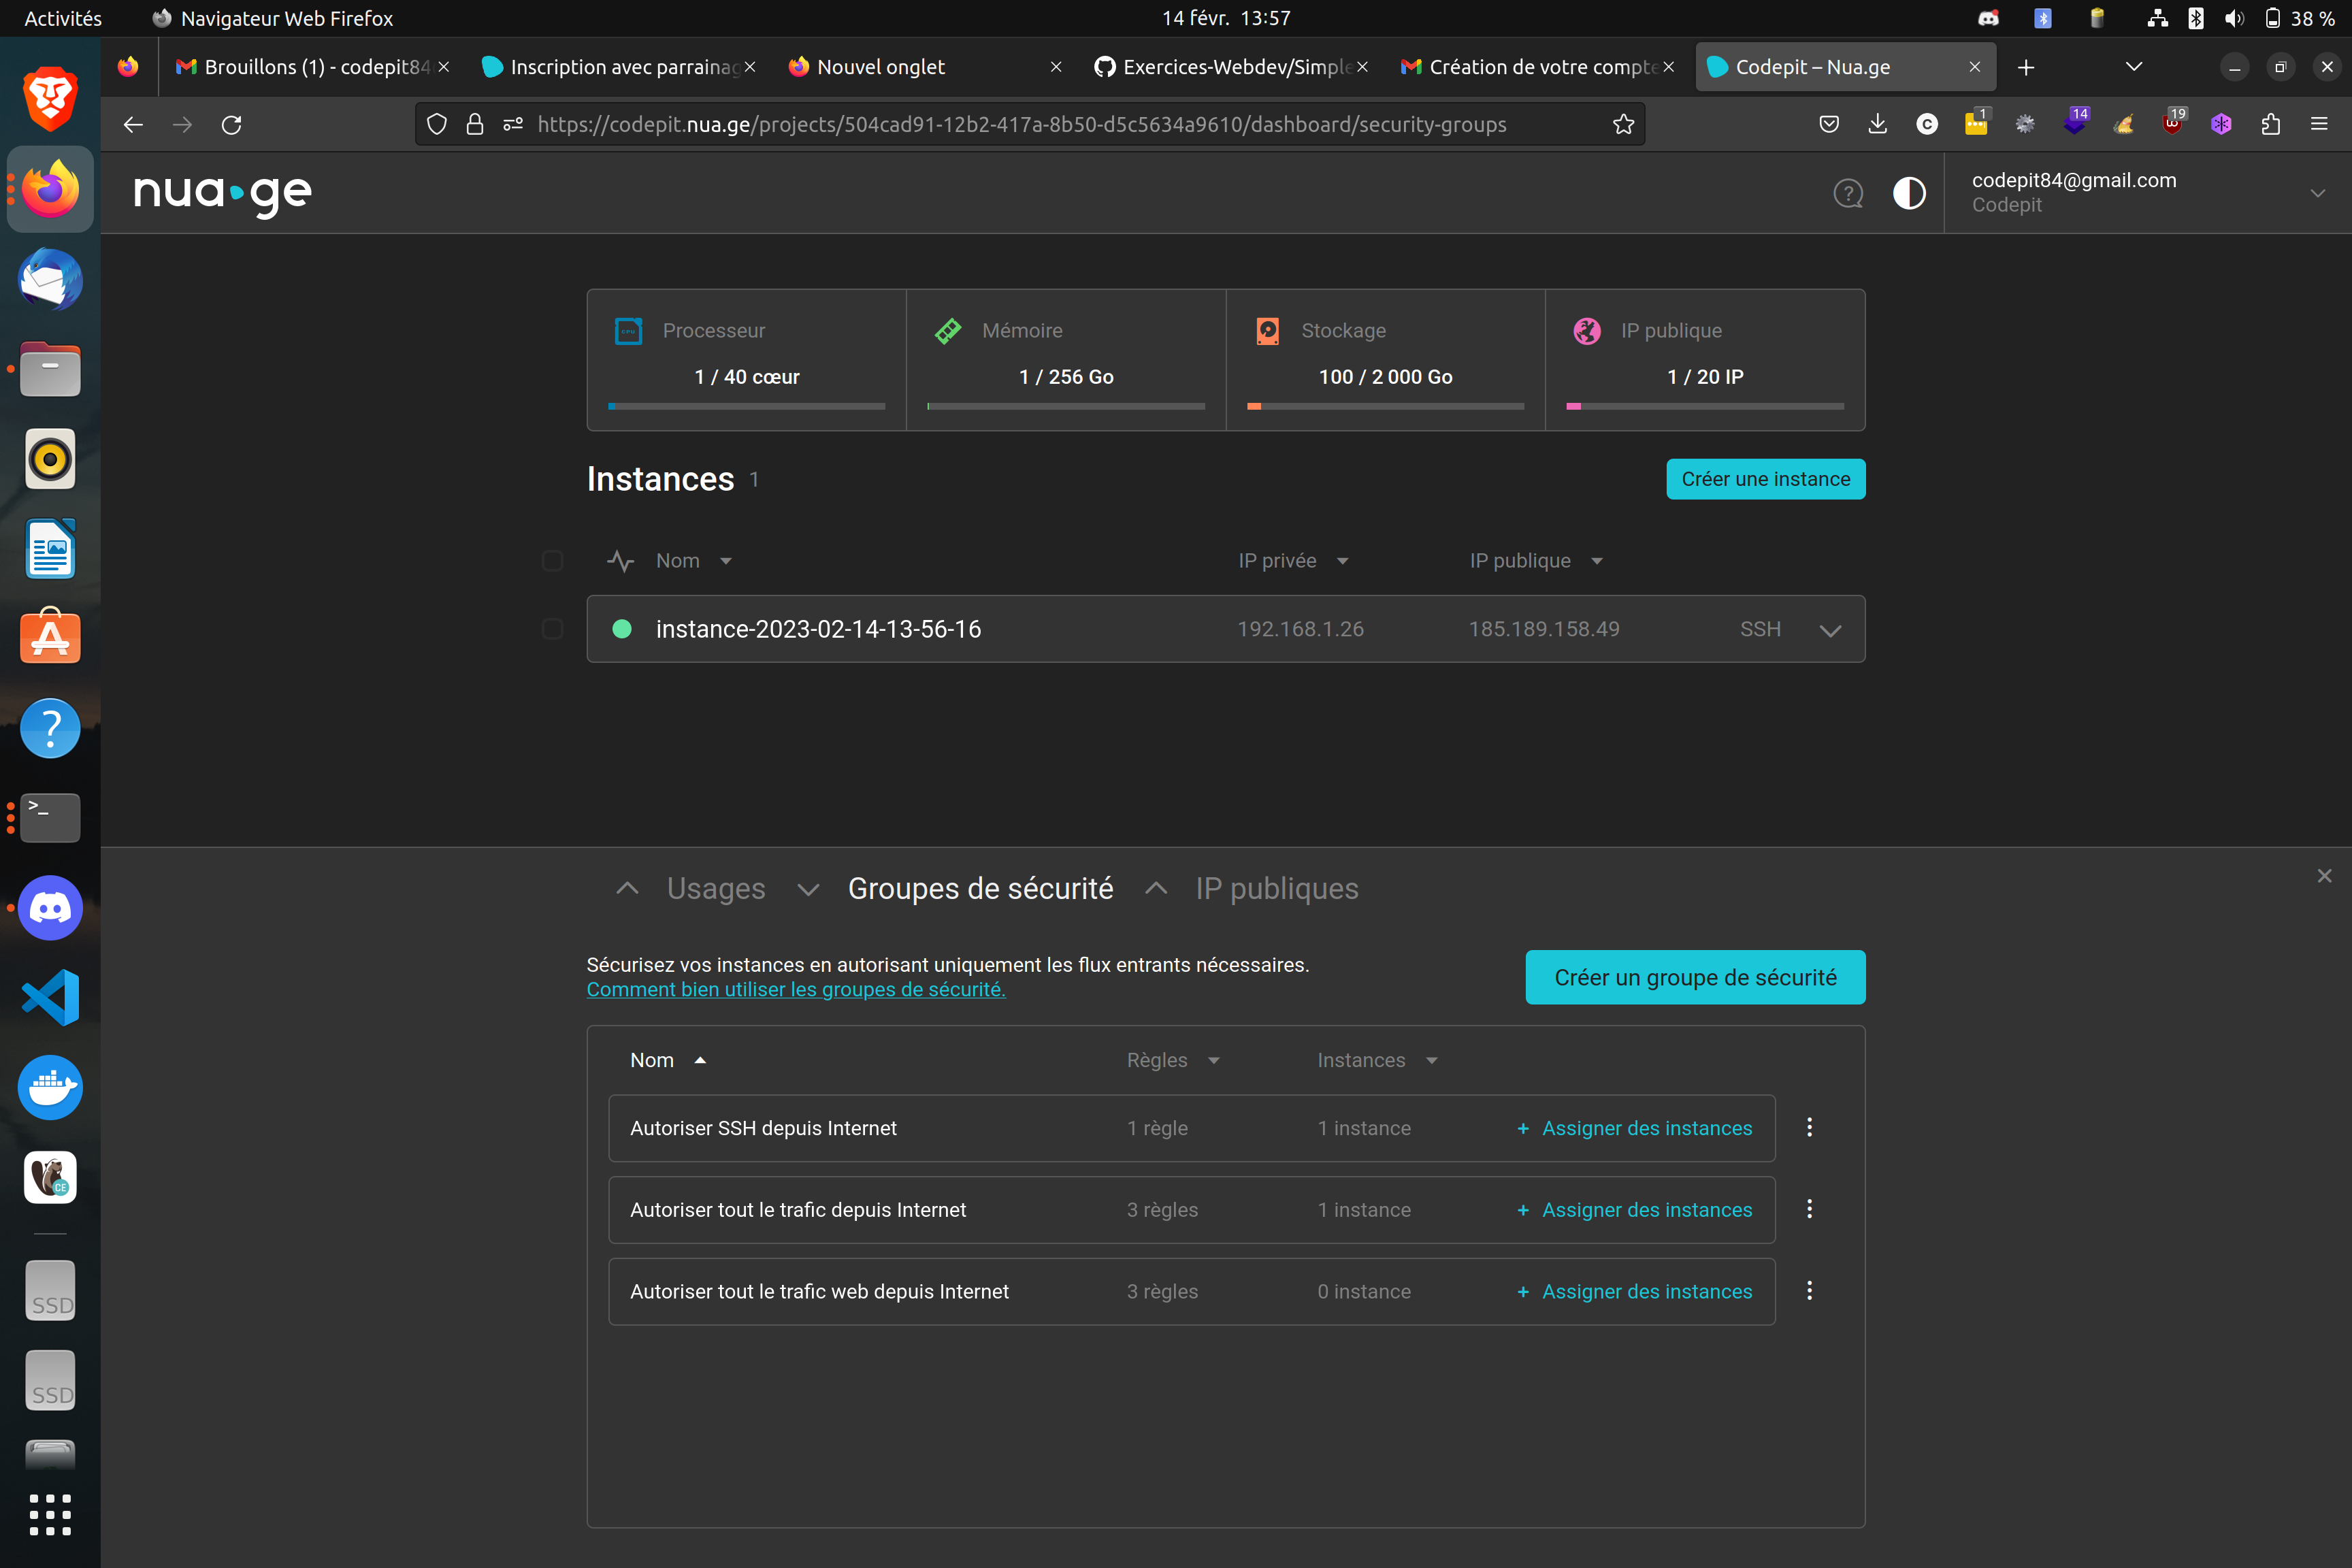 Activités
Navigateur Web Firefox
14 févr. 13:57
38 %
Brouillons (1) - codepit84
Inscription avec parrainag
Nouvel onglet
Exercices-Webdev/Simple
Création de votre compte
Codepit – Nua.ge
https://codepit.nua.ge/projects/504cad91-12b2-417a-8b50-d5c5634a9610/dashboard/security-groups
1
14
19
nua.ge
codepit84@gmail.com
Codepit
Processeur
1 / 40 cœur
Mémoire
1 / 256 Go
Stockage
100 / 2 000 Go
IP publique
1 / 20 IP
Instances 1
Créer une instance
Nom
IP privée
IP publique
instance-2023-02-14-13-56-16
192.168.1.26
185.189.158.49
SSH
Usages
Groupes de sécurité
IP publiques
Sécurisez vos instances en autorisant uniquement les flux entrants nécessaires.
Comment bien utiliser les groupes de sécurité.
Créer un groupe de sécurité
Nom
Règles
Instances
Autoriser SSH depuis Internet
1 règle
1 instance
+ Assigner des instances
Autoriser tout le trafic depuis Internet
3 règles
1 instance
+ Assigner des instances
Autoriser tout le trafic web depuis Internet
3 règles
0 instance
+ Assigner des instances
CE
SSD
SSD